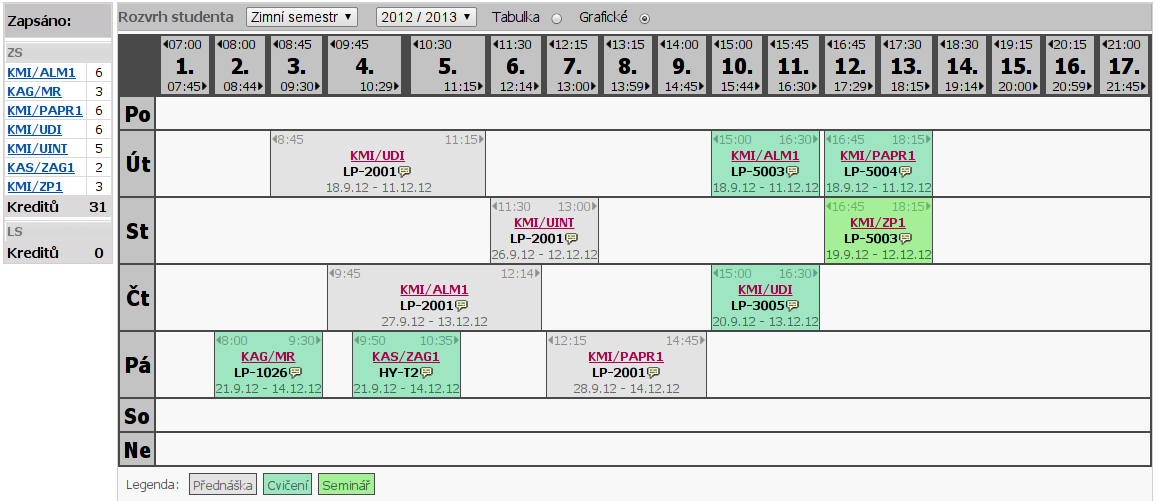 Zapsáno:
ZS
KMI/ALM1 6
KAG/MR 3
KMI/PAPR1 6
KMI/UDI 6
KMI/UINT 5
KAS/ZAG1 2
KMI/ZP1 3
Kreditů 31
LS
Kreditů 0
Rozvrh studenta Zimní semestr 2012 / 2013 Tabulka Grafické
07:00 08:00 08:45 09:45 10:30 11:30 12:15 13:15 14:00 15:00 15:45 16:45 17:30 18:30 19:15 20:15 21:00
1. 2. 3. 4. 5. 6. 7. 8. 9. 10. 11. 12. 13. 14. 15. 16. 17.
07:45 08:44 09:30 10:29 11:15 12:14 13:00 13:59 14:45 15:44 16:30 17:29 18:15 19:14 20:00 20:59 21:45
Po
Út
8:45 11:15
KMI/UDI
LP-2001
18.9.12 - 11.12.12
15:00 16:30
KMI/ALM1
LP-5003
18.9.12 - 11.12.12
16:45 18:15
KMI/PAPR1
LP-5004
18.9.12 - 11.12.12
St
11:30 13:00
KMI/UINT
LP-2001
26.9.12 - 12.12.12
16:45 18:15
KMI/ZP1
LP-5003
19.9.12 - 12.12.12
Čt
9:45 12:14
KMI/ALM1
LP-2001
27.9.12 - 13.12.12
15:00 16:30
KMI/UDI
LP-3005
20.9.12 - 13.12.12
Pá
8:00 9:30
KAG/MR
LP-1026
21.9.12 - 14.12.12
9:50 10:35
KAS/ZAG1
HY-T2
21.9.12 - 14.12.12
12:15 14:45
KMI/PAPR1
LP-2001
28.9.12 - 14.12.12
So
Ne
Legenda: Přednáška Cvičení Seminář